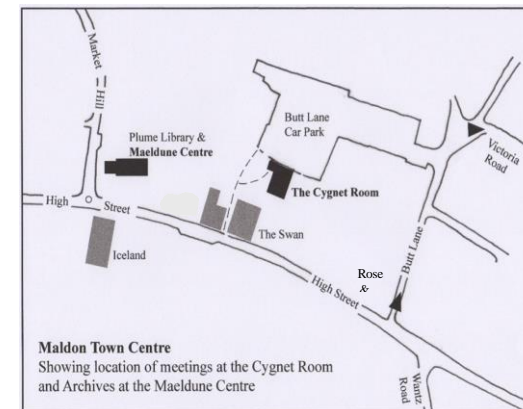 Market
Hill
Plume Library &
Maeldune Centre
Butt Lane
Car Park
Victoria
Road
The Cygnet Room
High Street
The Swan
Iceland
Butt Lane
Rose
&
High Street
Wantz
Road
Maldon Town Centre
Showing location of meetings at the Cygnet Room
and Archives at the Maeldune Centre